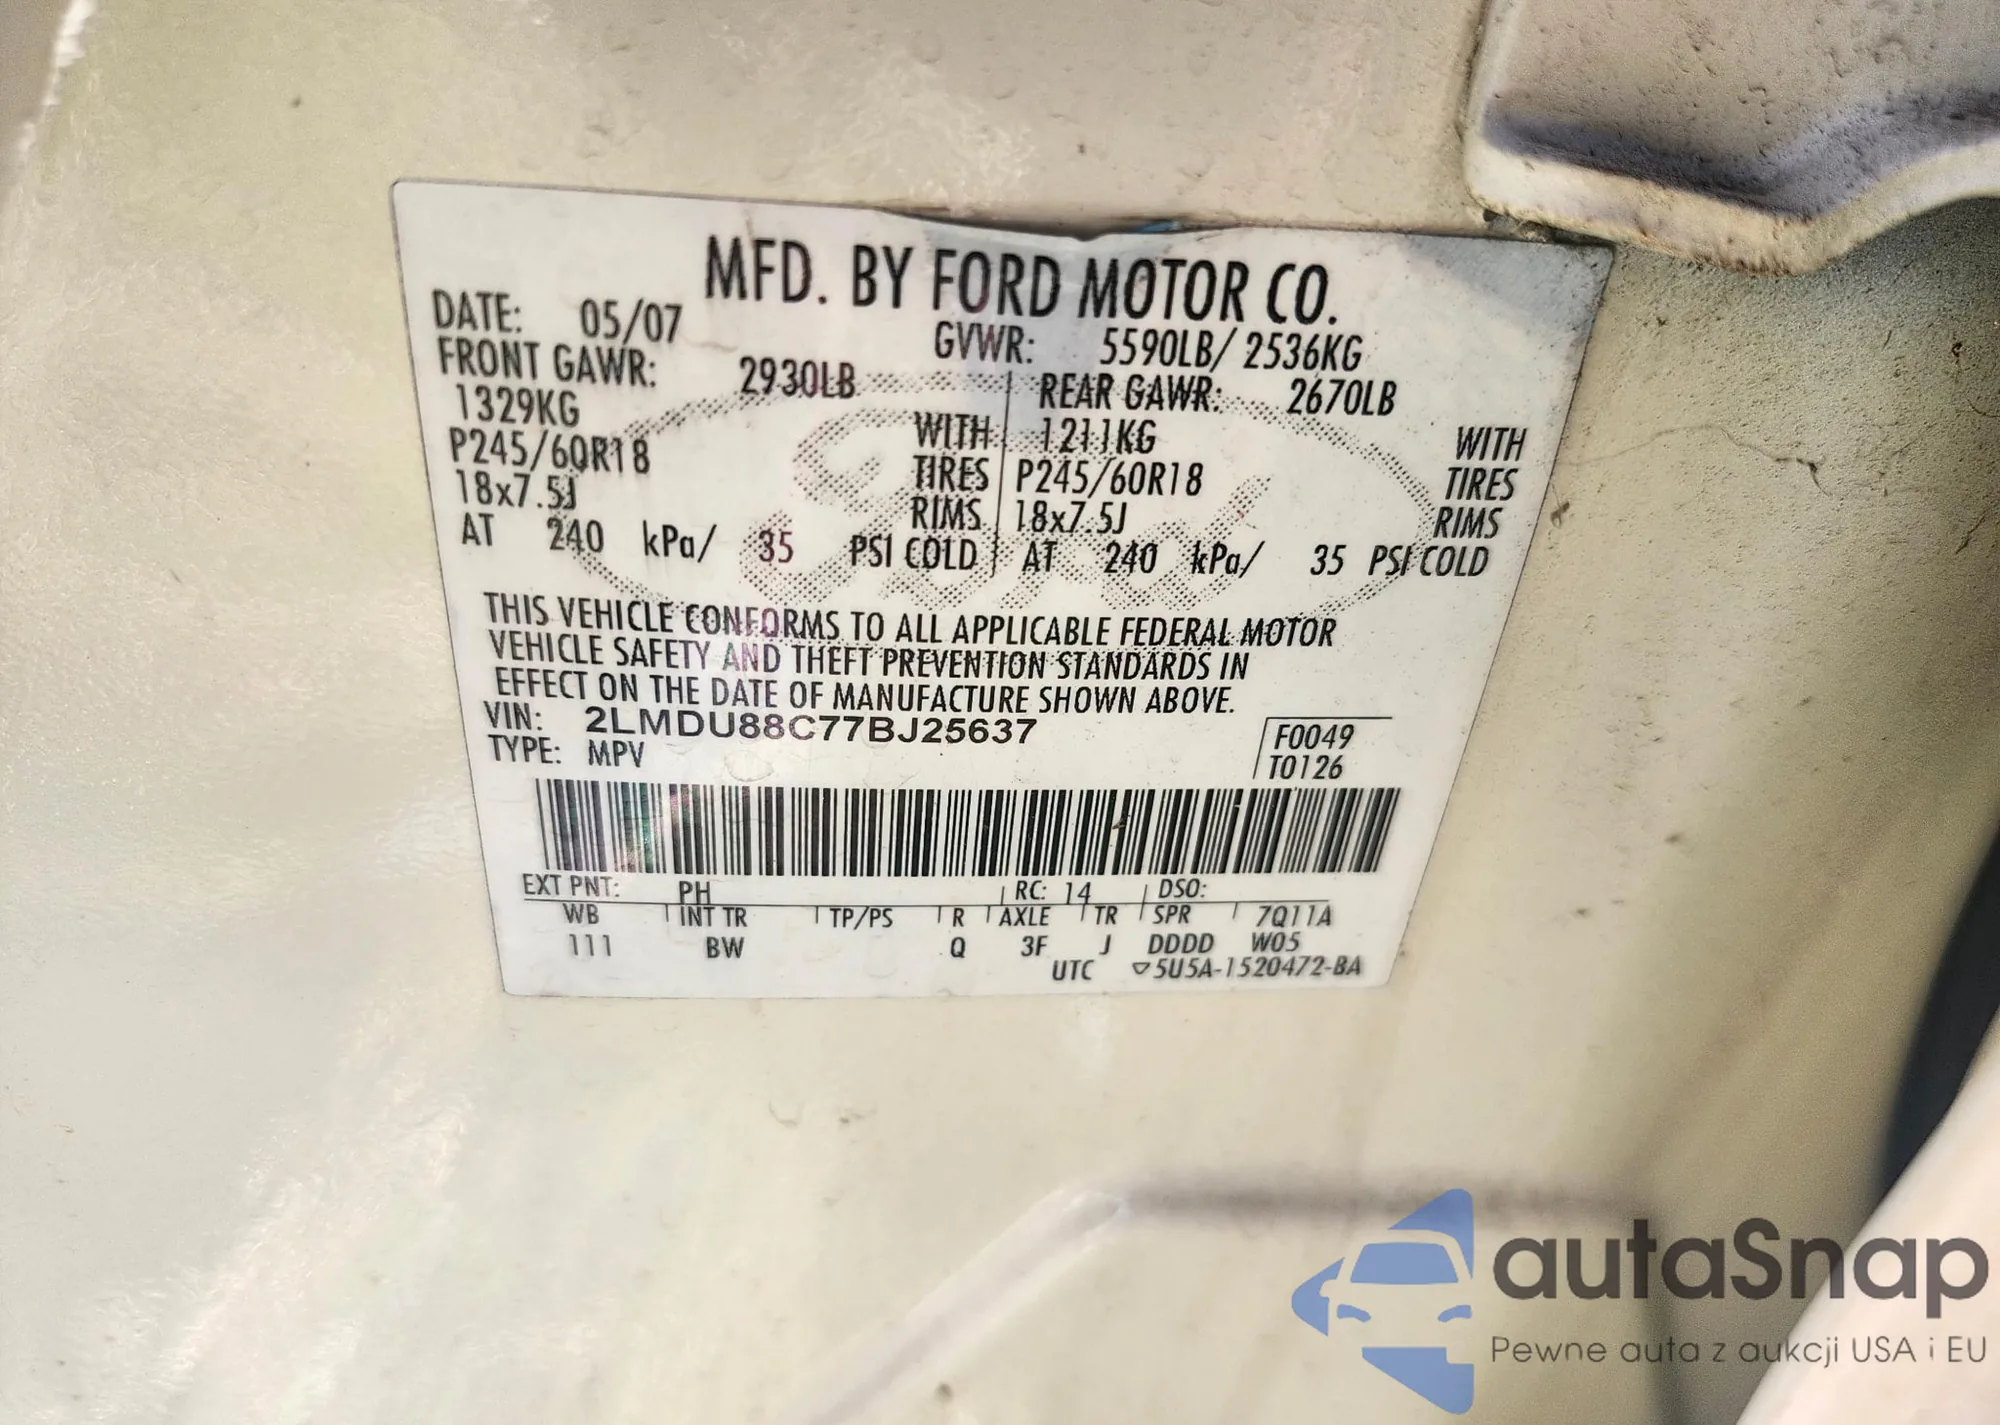 MFD. BY FORD MOTOR CO.
DATE: 05/07 GVWR: 5590LB/ 2536KG
FRONT GAWR: 2930LB REAR GAWR: 2670LB
1329KG WITH 1211KG WITH
P245/60R18 TIRES P245/60R18 TIRES
18x7.5J RIMS 18x7.5J RIMS
AT 240 kPa/ 35 PSI COLD AT 240 kPa/ 35 PSI COLD
THIS VEHICLE CONFORMS TO ALL APPLICABLE FEDERAL MOTOR
VEHICLE SAFETY AND THEFT PREVENTION STANDARDS IN
EFFECT ON THE DATE OF MANUFACTURE SHOWN ABOVE.
VIN: 2LMDU88C77BJ25637
TYPE: MPV
F0049
T0126
EXT PNT: PH RC: 14 DSO:
WB INT TR TP/PS R AXLE TR SPR 7Q11A
111 BW Q 3F J DDDD W05
UTC ▽5U5A-1520472-BA
Ford
autaSnap
Pewne auta z aukcji USA i EU